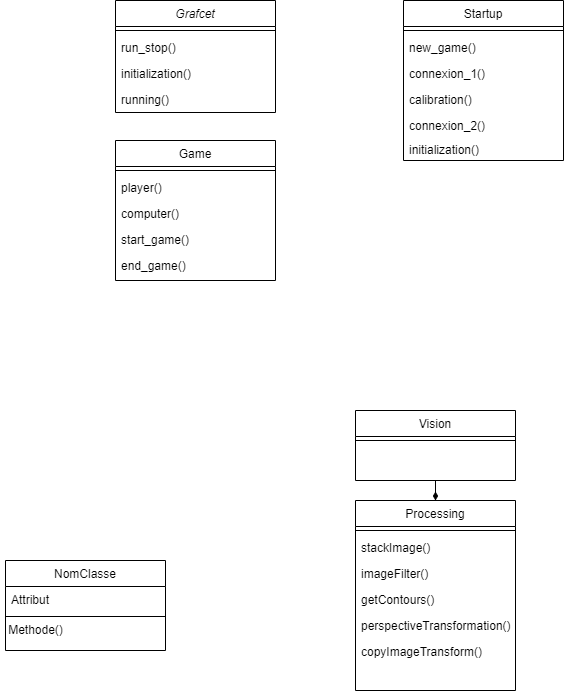 Grafcet
run_stop()
initialization()
running()
Startup
new_game()
connexion_1()
calibration()
connexion_2()
initialization()
Game
player()
computer()
start_game()
end_game()
Vision
Processing
stackImage()
imageFilter()
getContours()
perspectiveTransformation()
copyImageTransform()
NomClasse
Attribut
Methode()